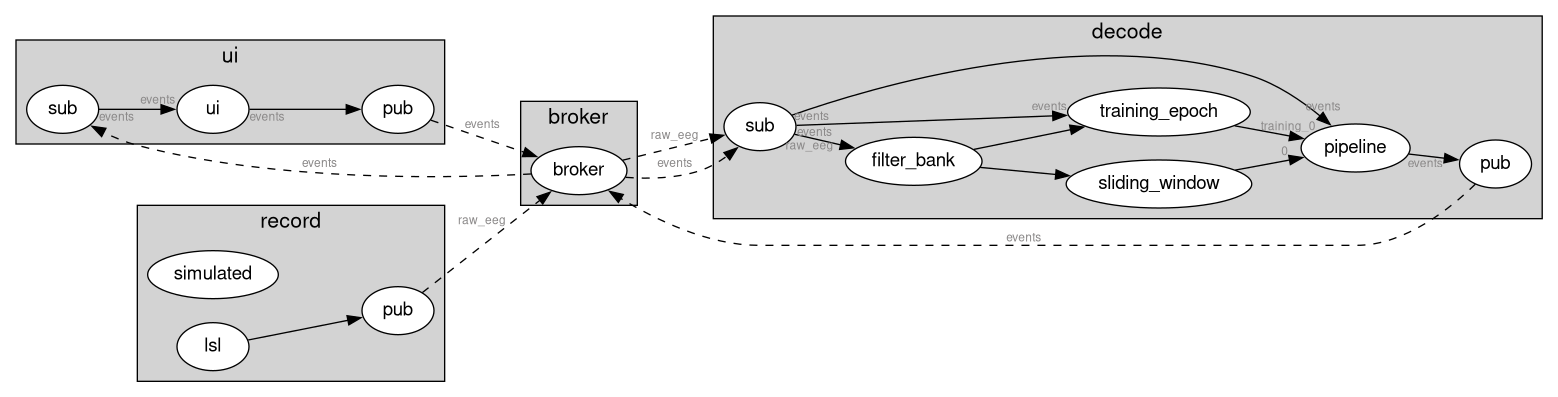 ui
sub
events
events
ui
events
pub
events
events
record
simulated
lsl
pub
raw_eeg
broker
broker
raw_eeg
events
decode
sub
events
events
raw_eeg
filter_bank
events
training_epoch
sliding_window
training_0
0
events
pipeline
events
pub
events